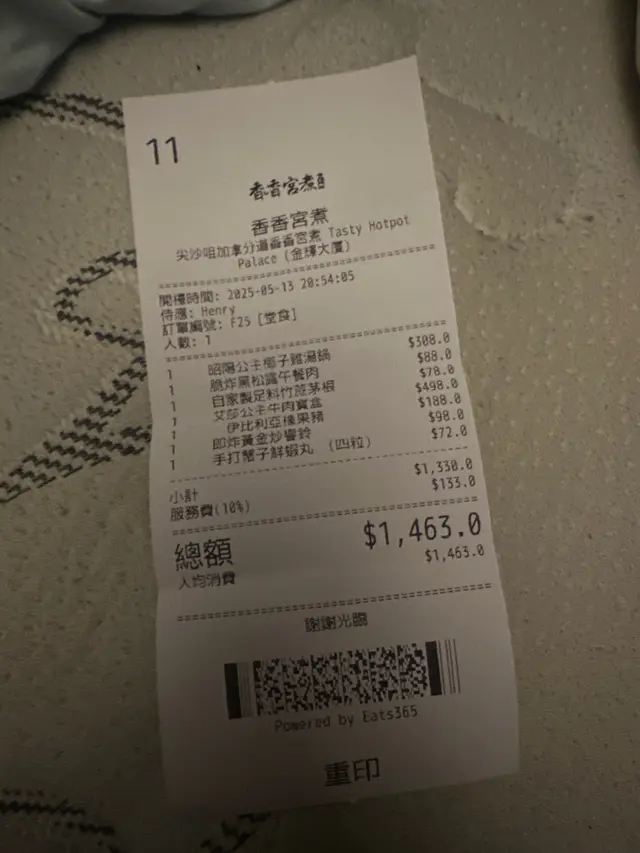 11
香香宮煮
香香宮煮
尖沙咀加拿分道香香宮煮 Tasty Hotpot
Palace (金輝大廈)
開檯時間: 2025-05-13 20:54:05
侍應: Henry
訂單編號: F25 [堂食]
人數: 1
1 昭陽公主椰子雞湯鍋 $308.0
1 脆炸黑松露午餐肉 $88.0
1 自家製足料竹蔗茅根 $78.0
1 艾莎公主牛肉寶盒 $498.0
1 伊比利亞橡果豬 $188.0
1 即炸黃金炒響鈴 $98.0
1 手打蟹子鮮蝦丸 (四粒) $72.0
小計 $1,330.0
服務費(10%) $133.0
總額 $1,463.0
人均消費 $1,463.0
謝謝光臨
Powered by Eats365
重印